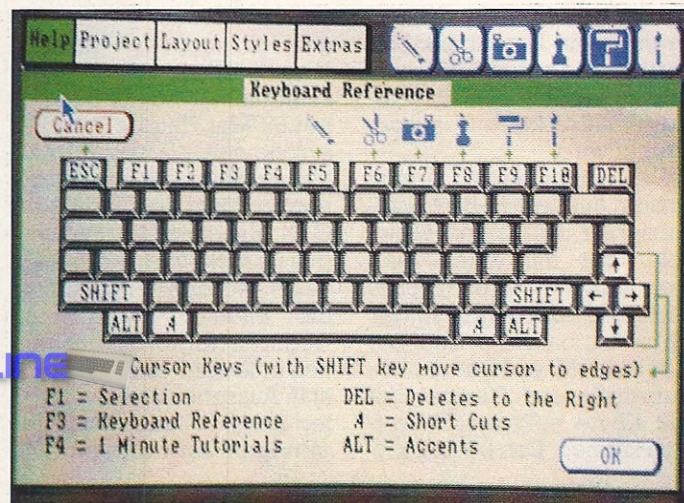 Help Project Layout Styles Extras
Keyboard Reference
Cancel
ESC F1 F2 F3 F4 F5 F6 F7 F8 F9 F10 DEL
SHIFT SHIFT
ALT A A ALT
LINE
Cursor Keys (with SHIFT key move cursor to edges)
F1 = Selection DEL = Deletes to the Right
F3 = Keyboard Reference A = Short Cuts
F4 = 1 Minute Tutorials ALT = Accents
OK